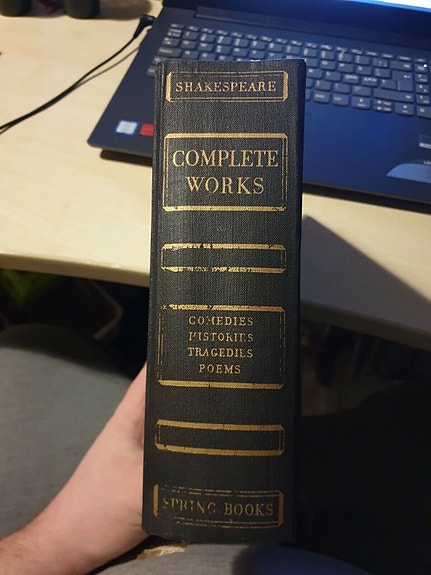 SHAKESPEARE
COMPLETE
WORKS
COMEDIES
HISTORIES
TRAGEDIES
POEMS
SPRING BOOKS